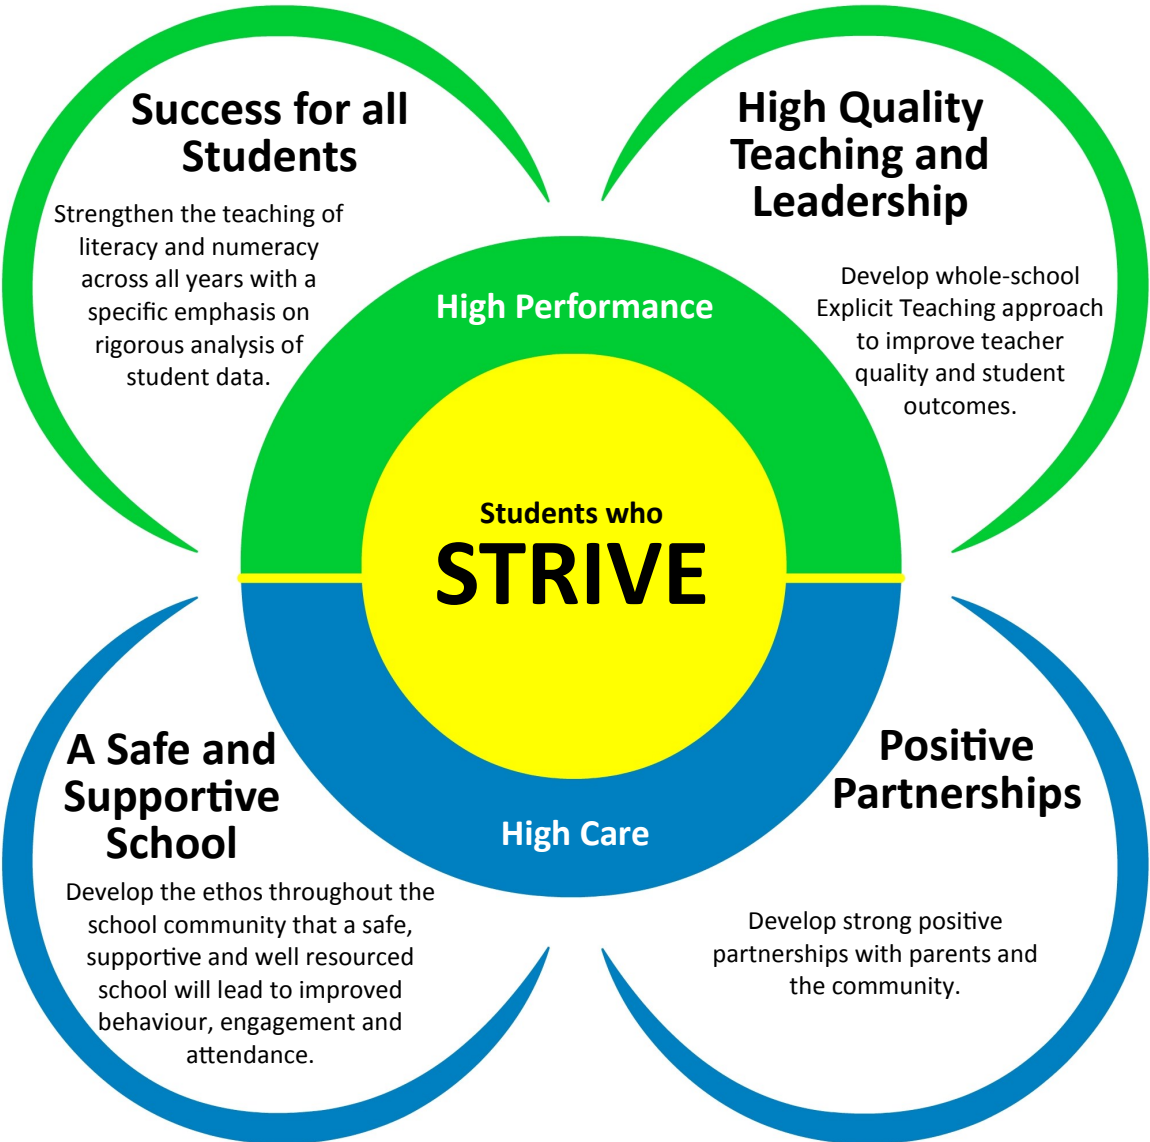 Success for all
Students
Strengthen the teaching of
literacy and numeracy
across all years with a
specific emphasis on
rigorous analysis of
student data.
High Quality
Teaching and
Leadership
Develop whole-school
Explicit Teaching approach
to improve teacher
quality and student
outcomes.
High Performance
Students who
STRIVE
High Care
A Safe and
Supportive
School
Develop the ethos throughout the
school community that a safe,
supportive and well resourced
school will lead to improved
behaviour, engagement and
attendance.
Positive
Partnerships
Develop strong positive
partnerships with parents and
the community.